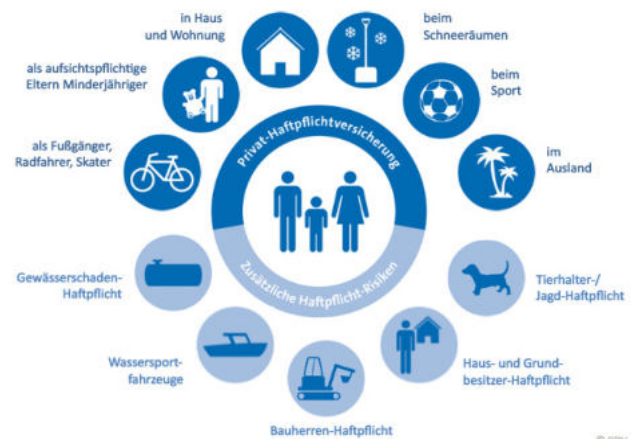 in Haus
und Wohnung
beim
Schneeräumen
als aufsichtspflichtige
Eltern Minderjähriger
beim
Sport
als Fußgänger,
Radfahrer, Skater
im
Ausland
Privat-Haftpflichtversicherung
Zusätzliche Haftpflicht-Risiken
Gewässerschaden-
Haftpflicht
Tierhalter-/
Jagd-Haftpflicht
Wassersport-
fahrzeuge
Haus- und Grund-
besitzer-Haftpflicht
Bauherren-Haftpflicht